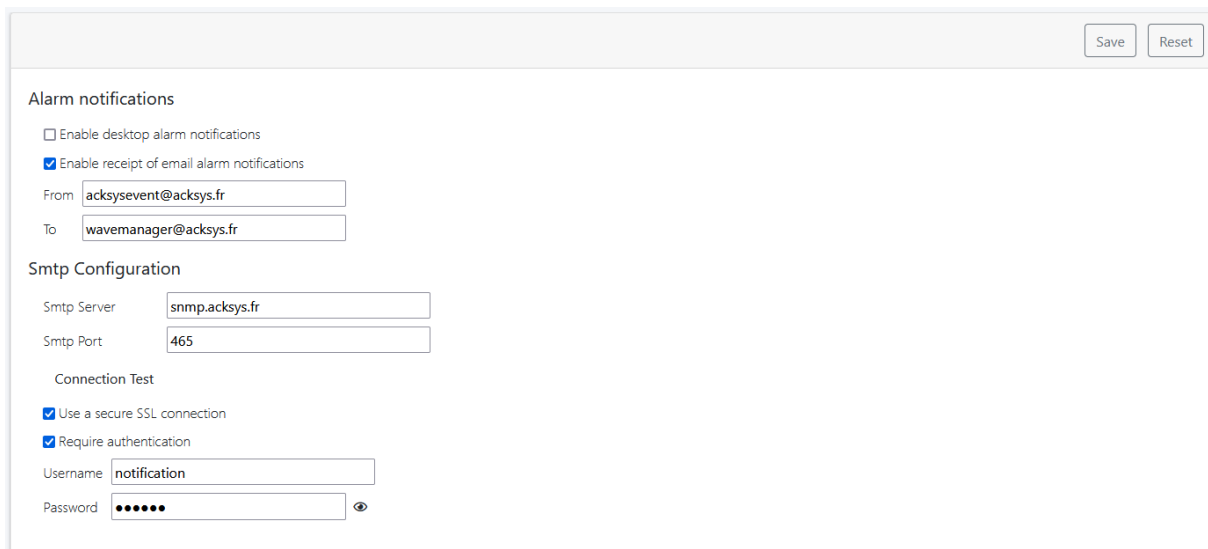 Save Reset
Alarm notifications
Enable desktop alarm notifications
Enable receipt of email alarm notifications
From acksysevent@acksys.fr
To wavemanager@acksys.fr
Smtp Configuration
Smtp Server snmp.acksys.fr
Smtp Port 465
Connection Test
Use a secure SSL connection
Require authentication
Username notification
Password ••••••